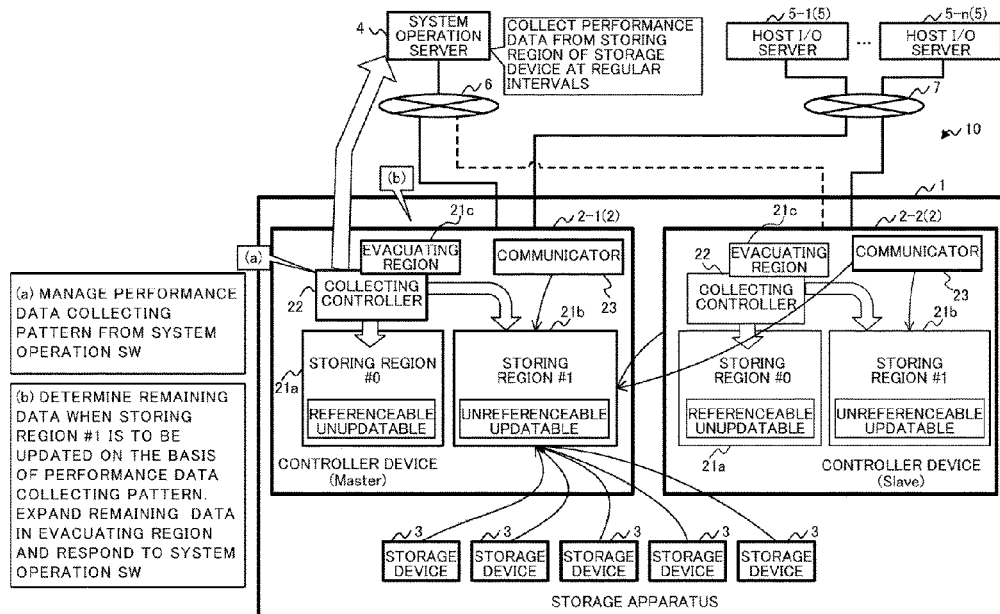 4
SYSTEM
OPERATION
SERVER
COLLECT PERFORMANCE
DATA FROM STORING
REGION OF STORAGE
DEVICE AT REGULAR
INTERVALS
5-1(5)
HOST I/O
SERVER
...
5-n(5)
HOST I/O
SERVER
6
7
10
1
(b)
(a)
21c
2-1(2)
EVACUATING
REGION
COMMUNICATOR
COLLECTING
CONTROLLER
22
23
21b
21a
STORING REGION
#0
REFERENCEABLE
UNUPDATABLE
STORING
REGION #1
UNREFERENCEABLE
UPDATABLE
CONTROLLER DEVICE
(Master)
21c
2-2(2)
22
EVACUATING
REGION
COMMUNICATOR
COLLECTING
CONTROLLER
23
21b
STORING
REGION #0
REFERENCEABLE
UNUPDATABLE
STORING
REGION #1
UNREFERENCEABLE
UPDATABLE
21a
CONTROLLER DEVICE
(Slave)
(a) MANAGE PERFORMANCE
DATA COLLECTING
PATTERN FROM SYSTEM
OPERATION SW
(b) DETERMINE REMAINING
DATA WHEN STORING
REGION #1 IS TO BE
UPDATED ON THE BASIS
OF PERFORMANCE DATA
COLLECTING PATTERN.
EXPAND REMAINING DATA
IN EVACUATING REGION
AND RESPOND TO SYSTEM
OPERATION SW
3
STORAGE
DEVICE
3
STORAGE
DEVICE
3
STORAGE
DEVICE
3
STORAGE
DEVICE
3
STORAGE
DEVICE
STORAGE APPARATUS